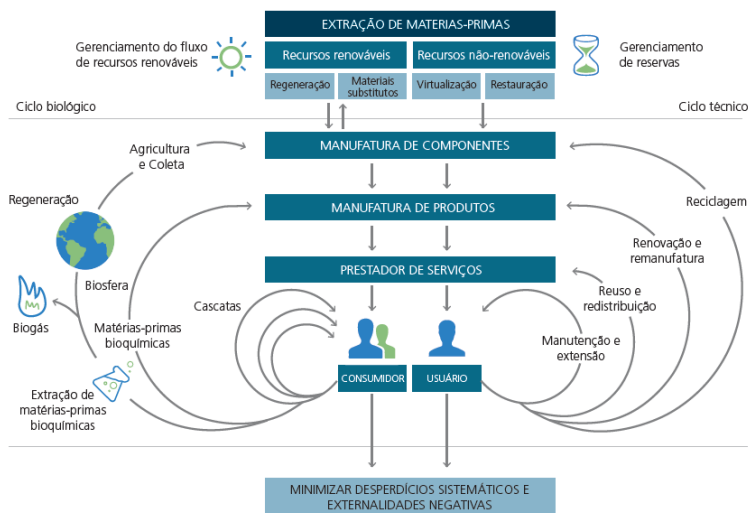 EXTRAÇÃO DE MATERIAS-PRIMAS
Gerenciamento do fluxo
de recursos renováveis
Recursos renováveis
Recursos não-renováveis
Gerenciamento
de reservas
Regeneração
Materiais
substitutos
Virtualização
Restauração
Ciclo biológico
Ciclo técnico
MANUFATURA DE COMPONENTES
Agricultura
e Coleta
Regeneração
Reciclagem
MANUFATURA DE PRODUTOS
Renovação e
remanufatura
PRESTADOR DE SERVIÇOS
Biosfera
Reuso e
redistribuição
Cascatas
Biogás
Matérias-primas
bioquímicas
Manutenção e
extensão
CONSUMIDOR
USUÁRIO
Extração de
matérias-primas
bioquímicas
MINIMIZAR DESPERDÍCIOS SISTEMÁTICOS E
EXTERNALIDADES NEGATIVAS